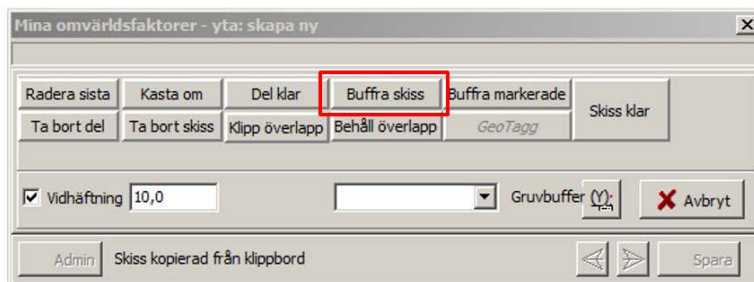 Mina omvärldsfaktorer - yta: skapa ny
Radera sista Kasta om Del klar Buffra skiss Buffra markerade Skiss klar
Ta bort del Ta bort skiss Klipp överlapp Behåll överlapp GeoTagg
Vidhäftning 10,0 Gruvbuffer (Y): Avbryt
Admin Skiss kopierad från klippbord Spara